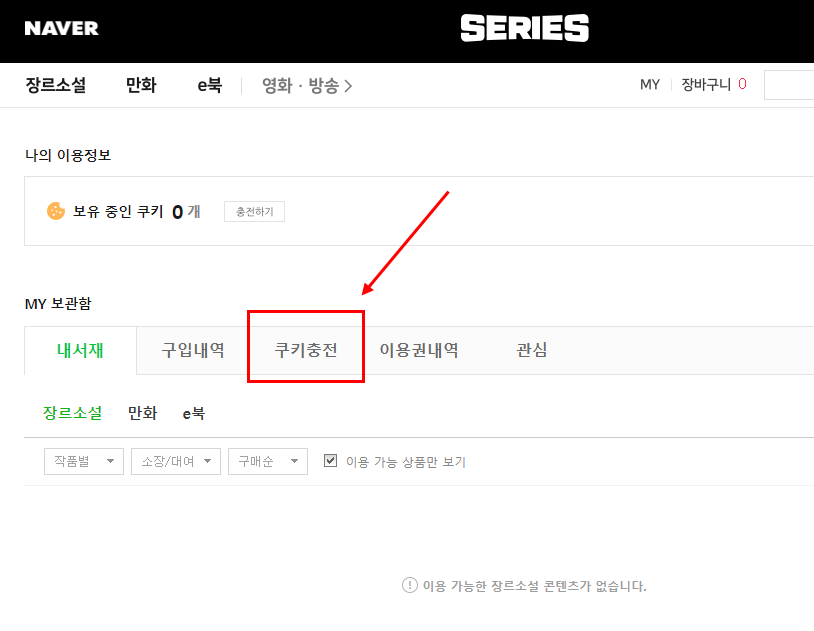 NAVER
SERIES
장르소설 만화 e북 영화 · 방송 > MY 장바구니 0
나의 이용정보
보유 중인 쿠키 0 개 충전하기
MY 보관함
내서재 구입내역 쿠키충전 이용권내역 관심
장르소설 만화 e북
작품별 소장/대여 구매순 이용 가능 상품만 보기
이용 가능한 장르소설 콘텐츠가 없습니다.